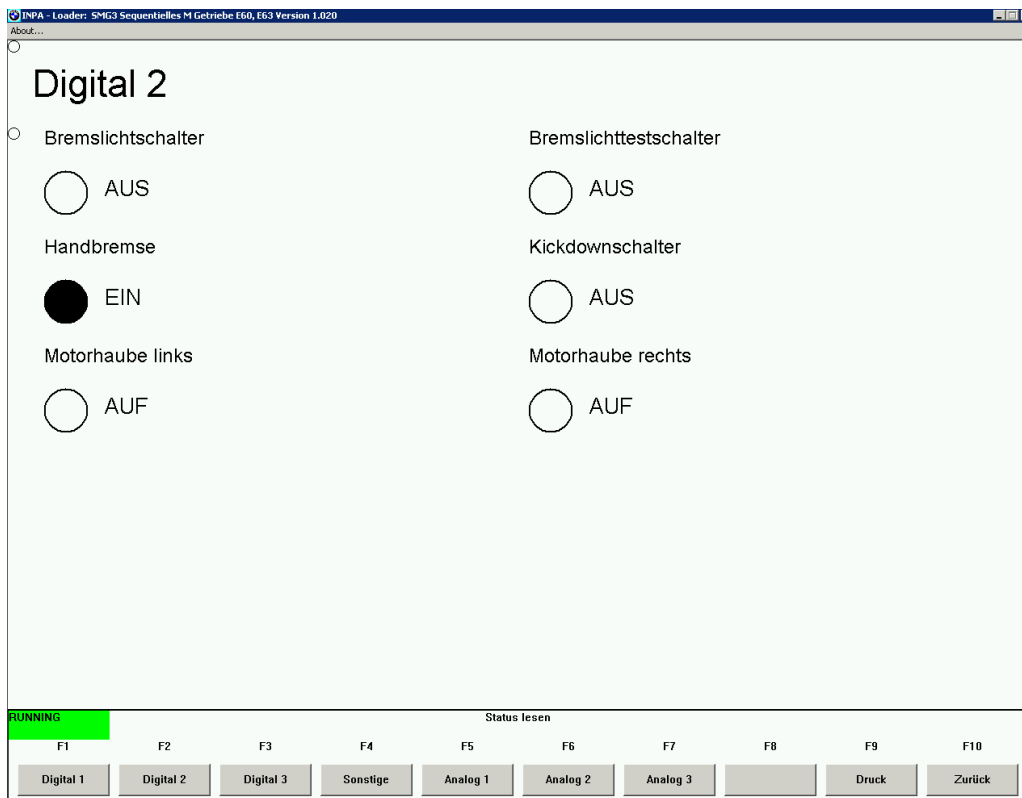 INPA - Loader: SMG3 Sequentielles M Getriebe E60, E63 Version 1.020
About...
Digital 2
Bremslichtschalter Bremslichttestschalter
AUS AUS
Handbremse Kickdownschalter
EIN AUS
Motorhaube links Motorhaube rechts
AUF AUF
RUNNING Status lesen
F1 F2 F3 F4 F5 F6 F7 F8 F9 F10
Digital 1 Digital 2 Digital 3 Sonstige Analog 1 Analog 2 Analog 3 Druck Zurück